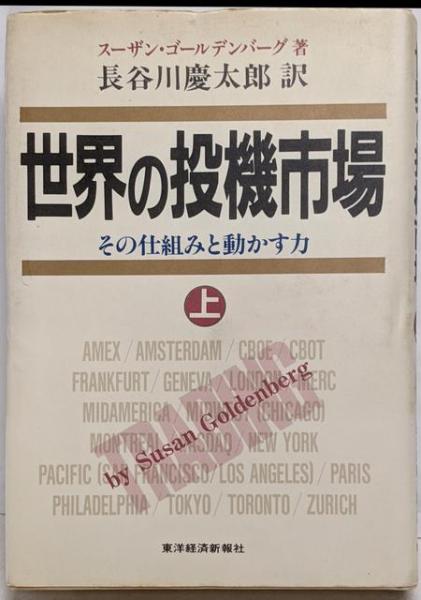 スーザン・ゴールデンバーグ 著
長谷川慶太郎 訳
世界の投機市場
その仕組みと動かす力
上
AMEX / AMSTERDAM / CBOE / CBOT
FRANKFURT / GENEVA / LONDON / MERC
MIDAMERICA / (CHICAGO)
MONTREAL / NASDAQ / NEW YORK
PACIFIC (SAN FRANCISCO/LOS ANGELES) / PARIS
PHILADELPHIA / TOKYO / TORONTO / ZURICH
TRADING
by Susan Goldenberg
東洋経済新報社